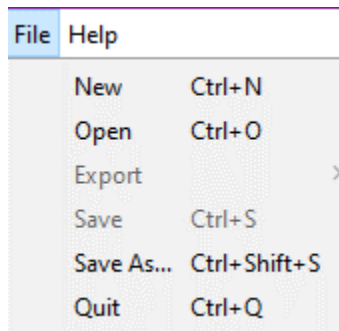 File Help
New Ctrl+N
Open Ctrl+O
Export
Save Ctrl+S
Save As... Ctrl+Shift+S
Quit Ctrl+Q